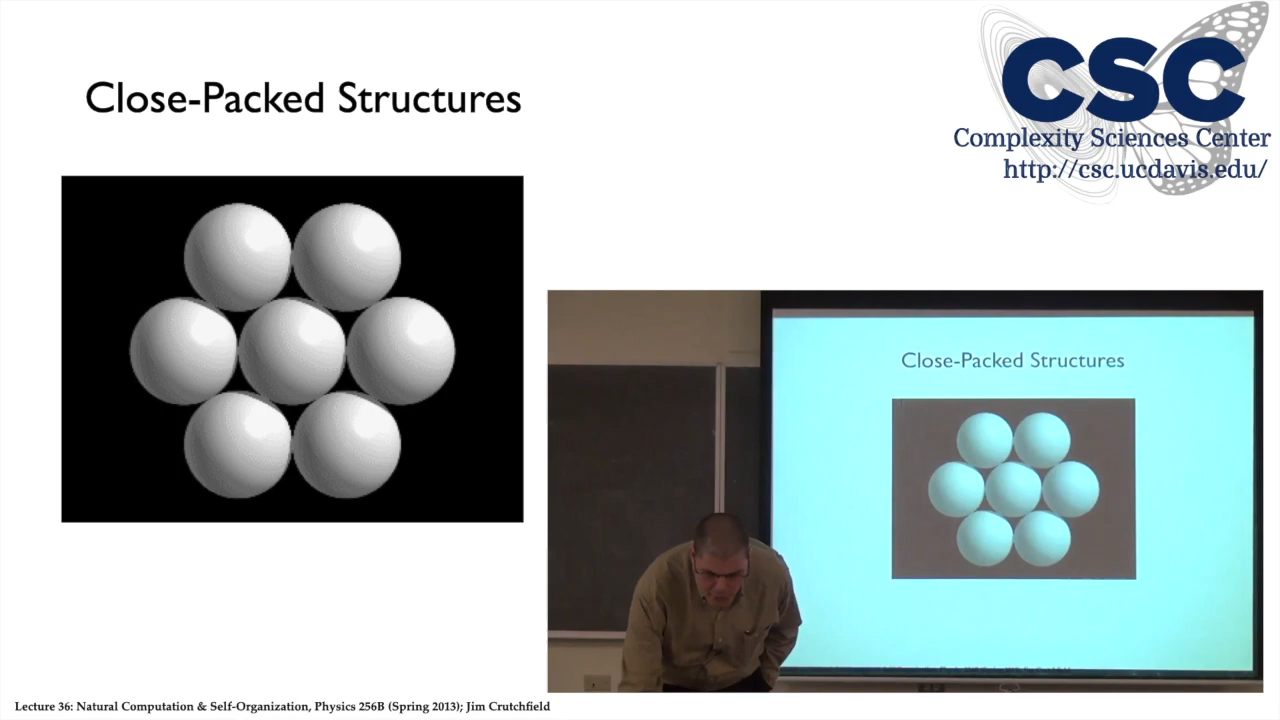 Close-Packed Structures
CSC
Complexity Sciences Center
http://csc.ucdavis.edu/
Close-Packed Structures
Lecture 36: Natural Computation & Self-Organization, Physics 256B (Spring 2013); Jim Crutchfield